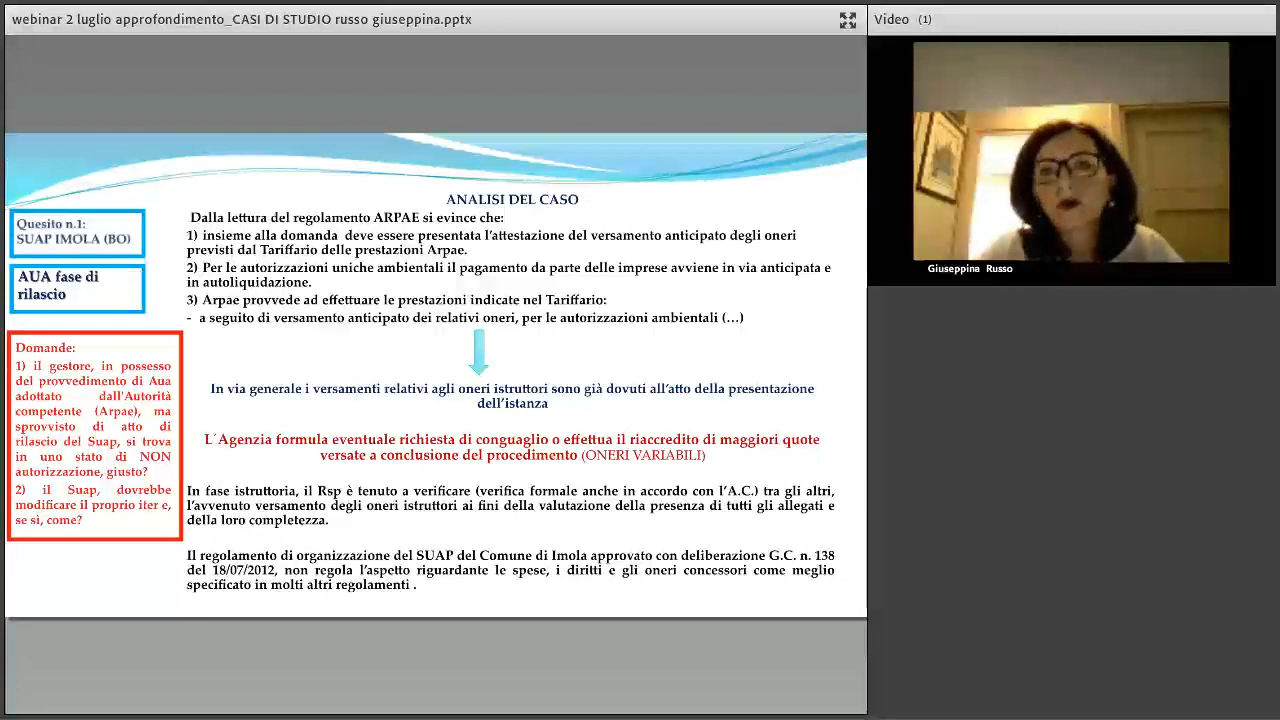 webinar 2 luglio approfondimento_CASI DI STUDIO russo giuseppina.pptx
Video (1)
Giuseppina Russo
Quesito n.1:
SUAP IMOLA (BO)
AUA fase di
rilascio
Domande:
1) il gestore, in possesso
del provvedimento di Aua
adottato dall'Autorità
competente (Arpae), ma
sprovvisto di atto di
rilascio del Suap, si trova
in uno stato di NON
autorizzazione, giusto?
2) il Suap, dovrebbe
modificare il proprio iter e,
se sì, come?
ANALISI DEL CASO
Dalla lettura del regolamento ARPAE si evince che:
1) insieme alla domanda deve essere presentata l'attestazione del versamento anticipato degli oneri
previsti dal Tariffario delle prestazioni Arpae.
2) Per le autorizzazioni uniche ambientali il pagamento da parte delle imprese avviene in via anticipata e
in autoliquidazione.
3) Arpae provvede ad effettuare le prestazioni indicate nel Tariffario:
- a seguito di versamento anticipato dei relativi oneri, per le autorizzazioni ambientali (…)
In via generale i versamenti relativi agli oneri istruttori sono già dovuti all'atto della presentazione
dell'istanza
L´Agenzia formula eventuale richiesta di conguaglio o effettua il riaccredito di maggiori quote
versate a conclusione del procedimento (ONERI VARIABILI)
In fase istruttoria, il Rsp è tenuto a verificare (verifica formale anche in accordo con l'A.C.) tra gli altri,
l'avvenuto versamento degli oneri istruttori ai fini della valutazione della presenza di tutti gli allegati e
della loro completezza.
Il regolamento di organizzazione del SUAP del Comune di Imola approvato con deliberazione G.C. n. 138
del 18/07/2012, non regola l'aspetto riguardante le spese, i diritti e gli oneri concessori come meglio
specificato in molti altri regolamenti .